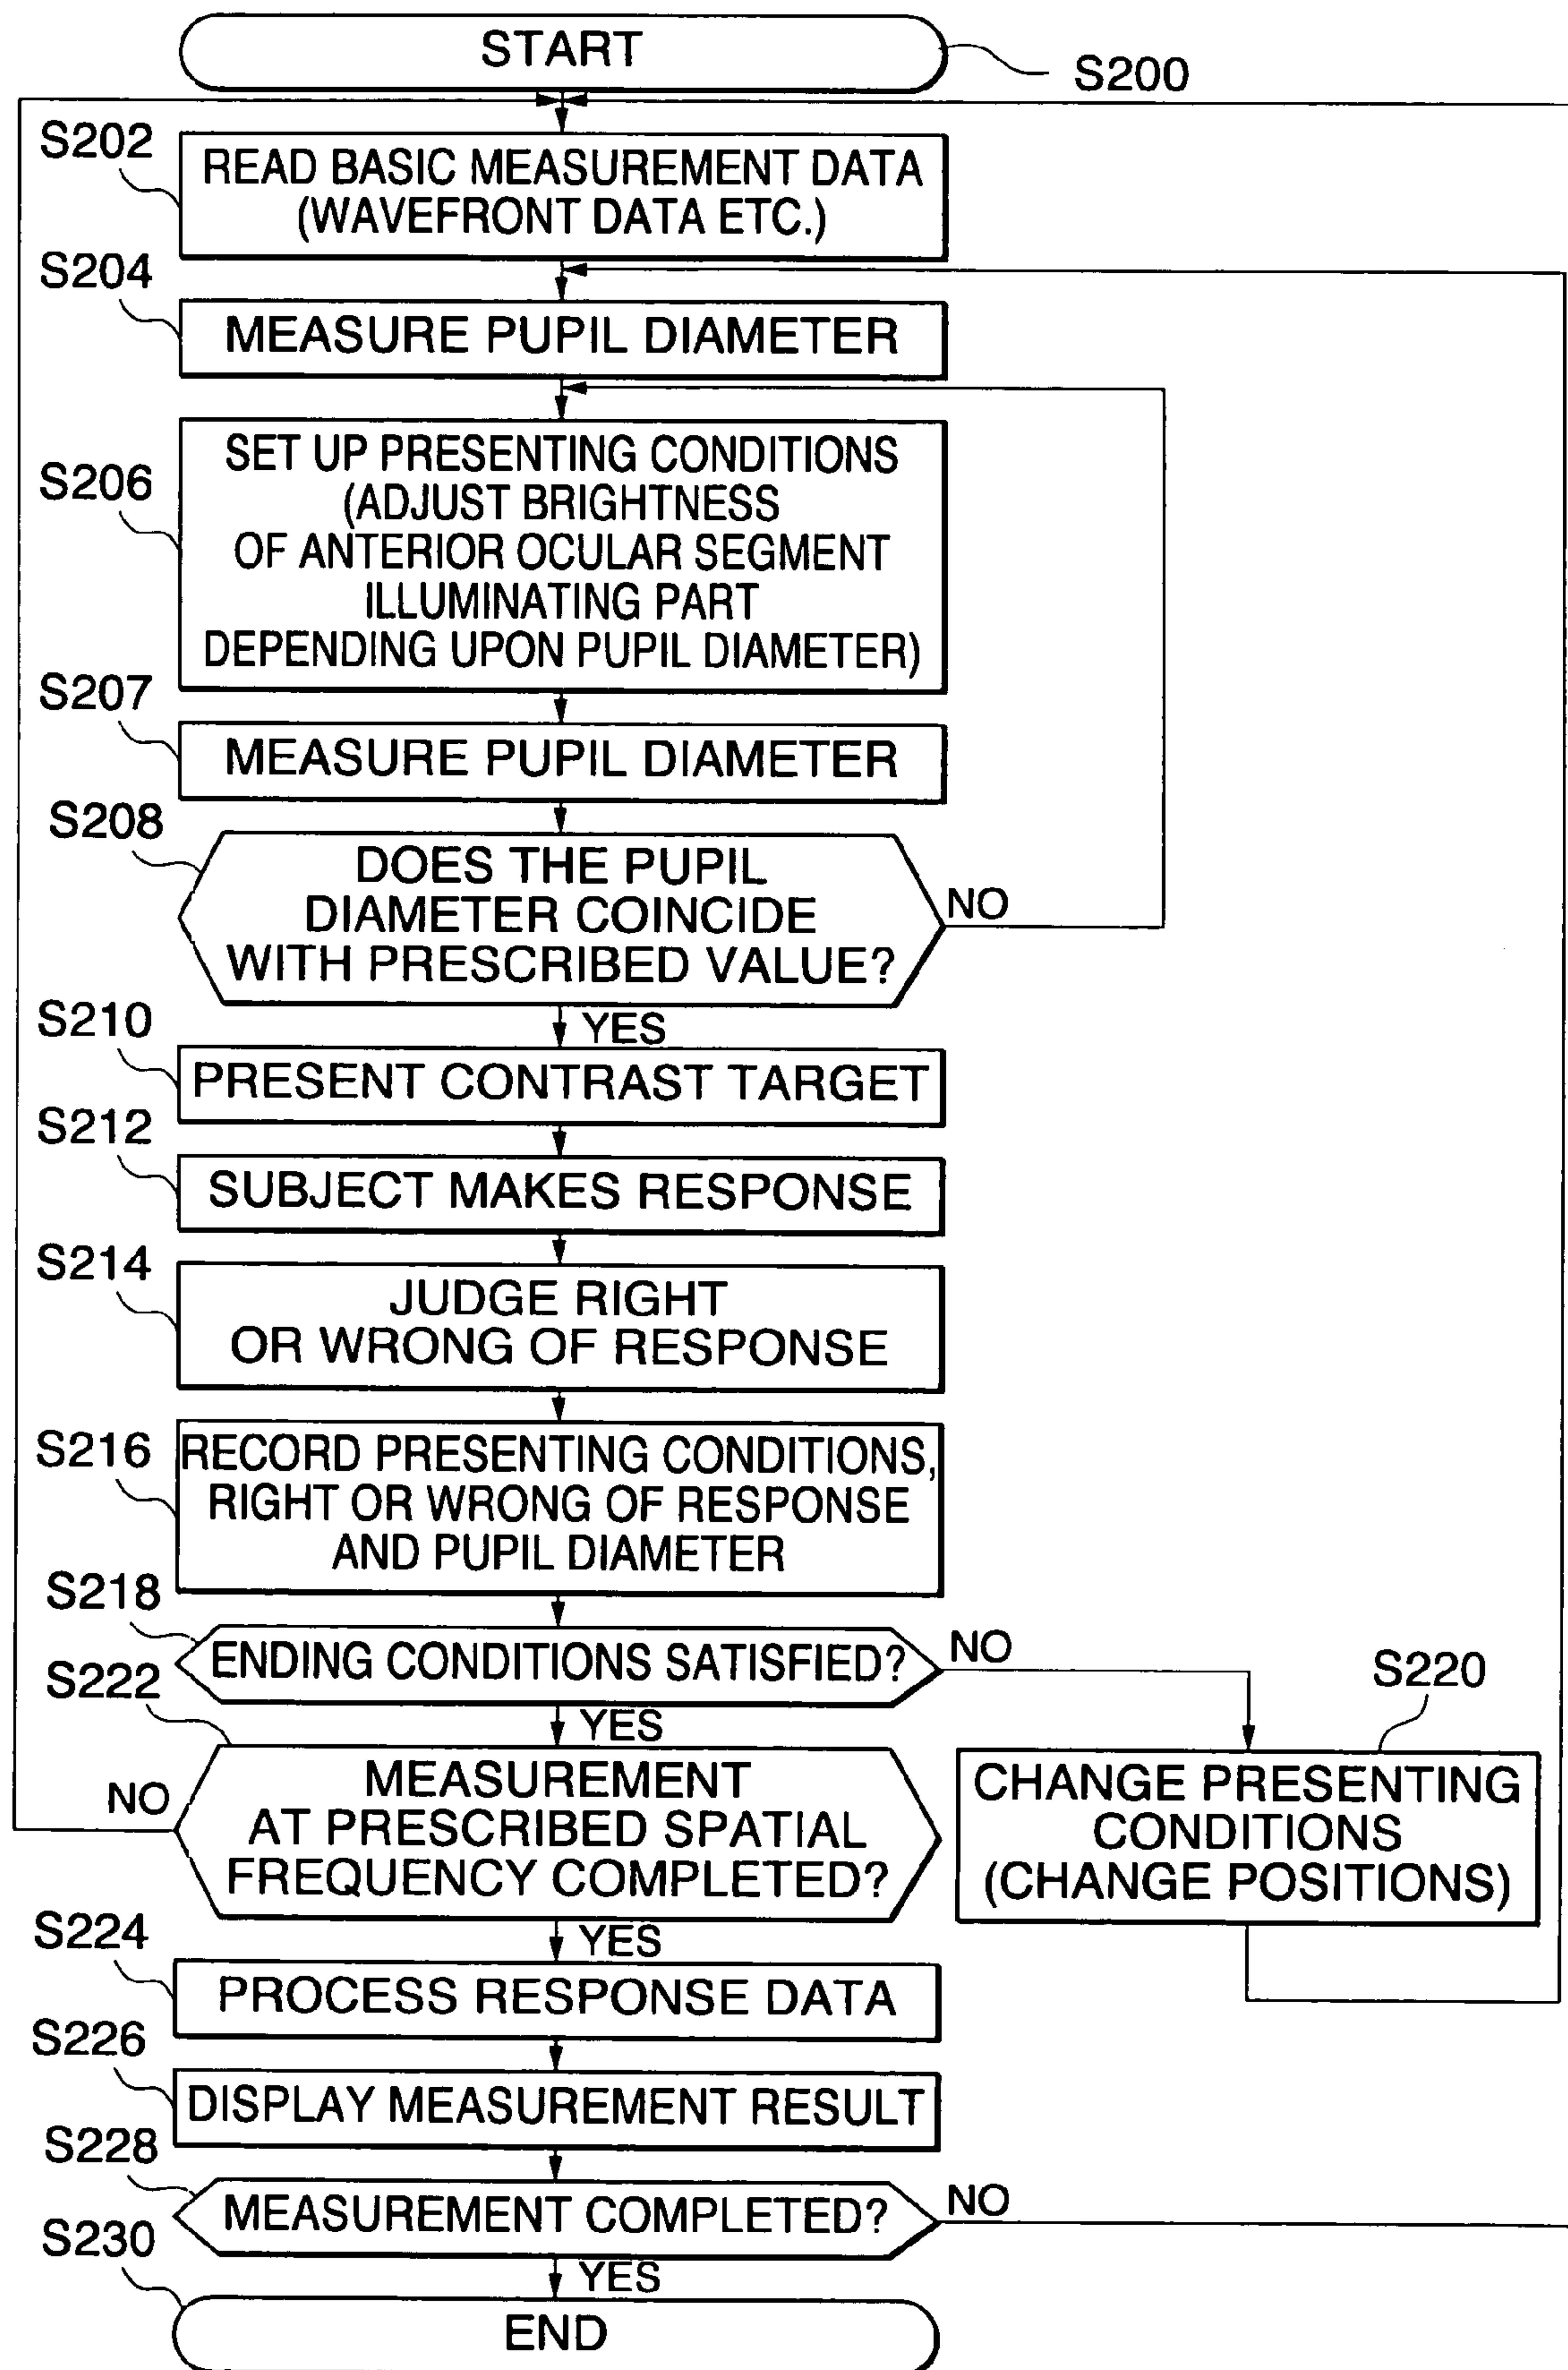 START
S200
S202
READ BASIC MEASUREMENT DATA
(WAVEFRONT DATA ETC.)
S204
MEASURE PUPIL DIAMETER
S206
SET UP PRESENTING CONDITIONS
(ADJUST BRIGHTNESS
OF ANTERIOR OCULAR SEGMENT
ILLUMINATING PART
DEPENDING UPON PUPIL DIAMETER)
S207
MEASURE PUPIL DIAMETER
S208
DOES THE PUPIL
DIAMETER COINCIDE
WITH PRESCRIBED VALUE?
NO
YES
S210
PRESENT CONTRAST TARGET
S212
SUBJECT MAKES RESPONSE
S214
JUDGE RIGHT
OR WRONG OF RESPONSE
S216
RECORD PRESENTING CONDITIONS,
RIGHT OR WRONG OF RESPONSE
AND PUPIL DIAMETER
S218
ENDING CONDITIONS SATISFIED?
NO
YES
S220
CHANGE PRESENTING
CONDITIONS
(CHANGE POSITIONS)
S222
MEASUREMENT
AT PRESCRIBED SPATIAL
FREQUENCY COMPLETED?
NO
YES
S224
PROCESS RESPONSE DATA
S226
DISPLAY MEASUREMENT RESULT
S228
MEASUREMENT COMPLETED?
NO
YES
S230
END